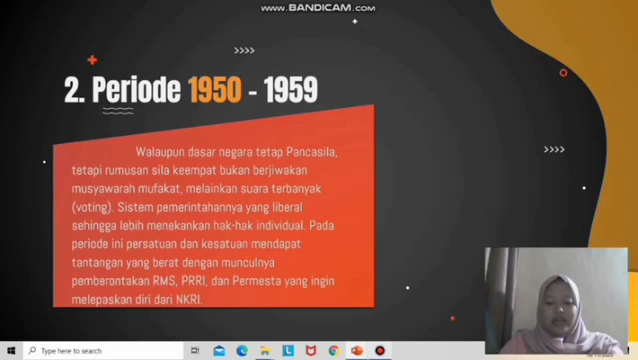 WWW.BANDICAM.COM
2. Periode 1950 - 1959
Walaupun dasar negara tetap Pancasila,
tetapi rumusan sila keempat bukan berjiwakan
musyawarah mufakat, melainkan suara terbanyak
(voting). Sistem pemerintahannya yang liberal
sehingga lebih menekankan hak-hak individual. Pada
periode ini persatuan dan kesatuan mendapat
tantangan yang berat dengan munculnya
pemberontakan RMS, PRRI, dan Permesta yang ingin
melepaskan diri dari NKRI.
Type here to search